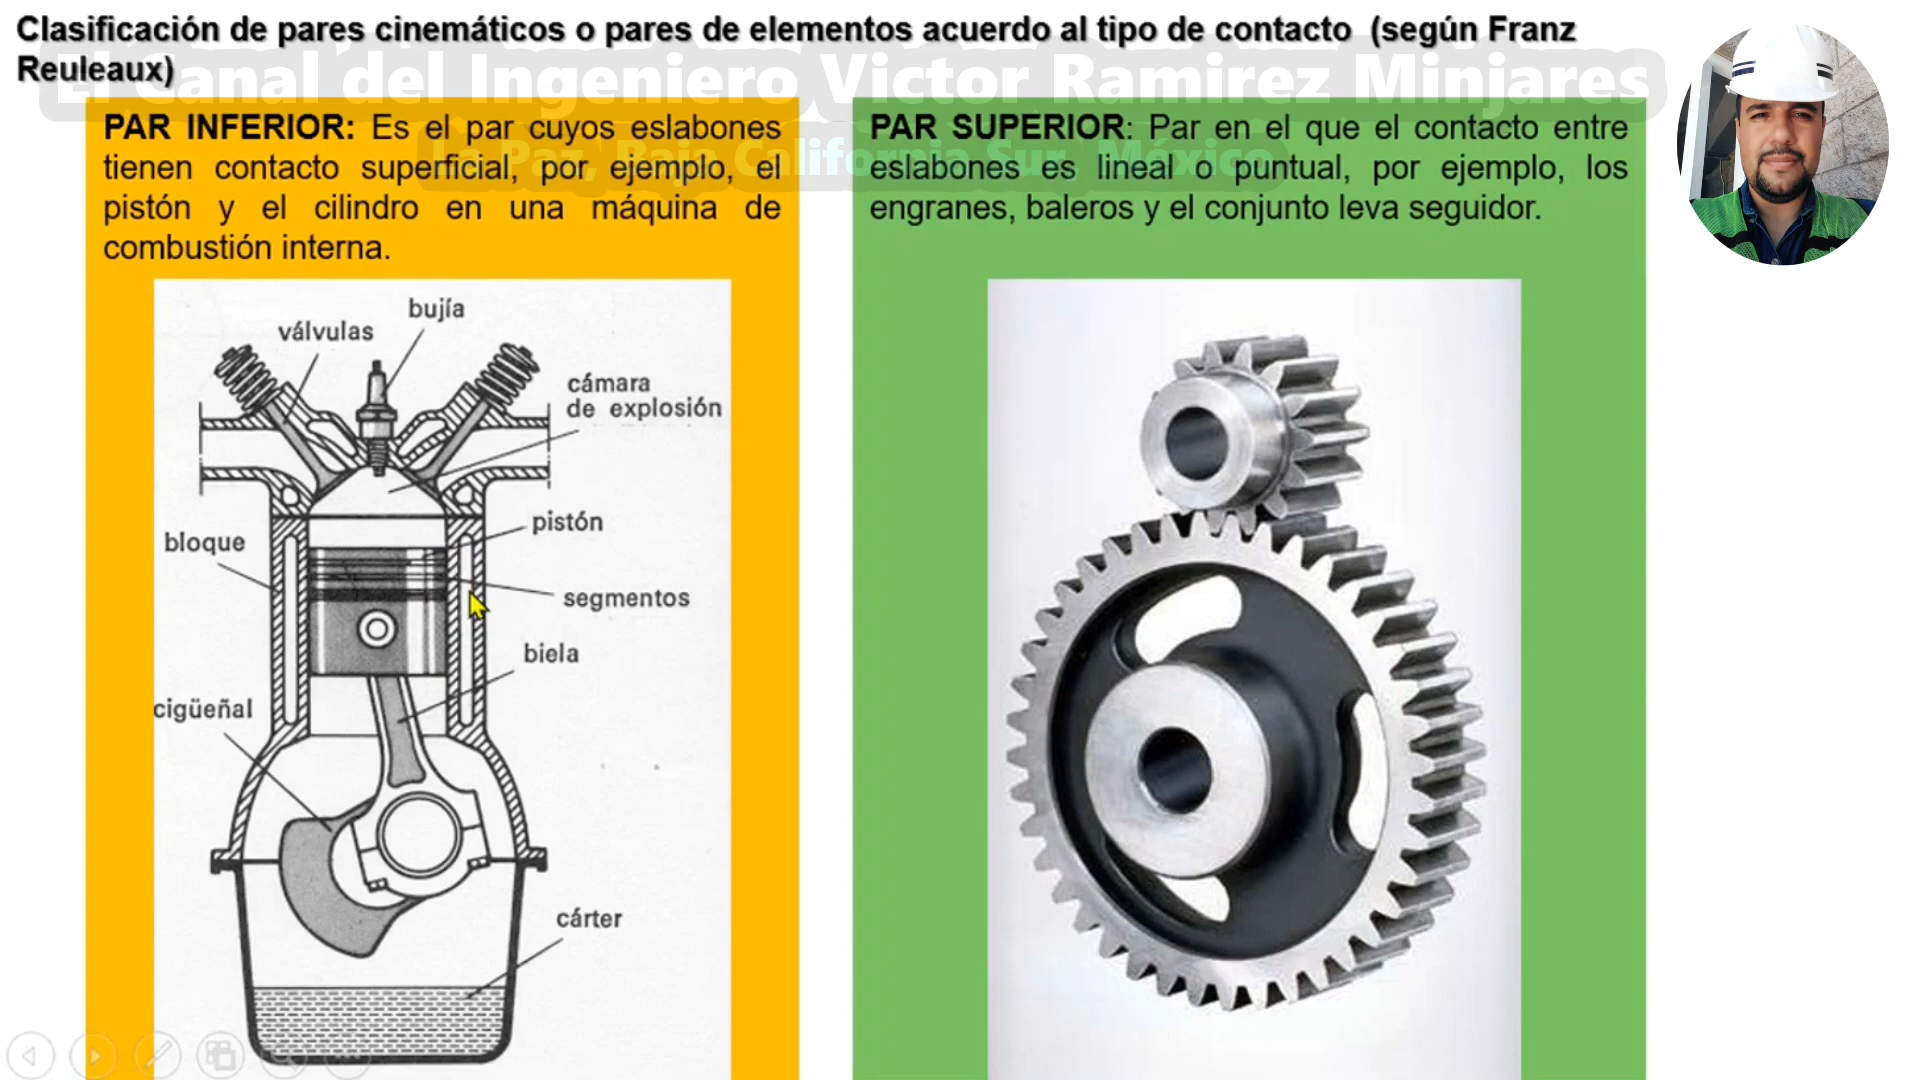 Clasificación de pares cinemáticos o pares de elementos acuerdo al tipo de contacto (según Franz
Reuleaux)
El Canal del Ingeniero Victor Ramirez Minjares
La Paz, Baja California Sur, México
PAR INFERIOR: Es el par cuyos eslabones
tienen contacto superficial, por ejemplo, el
pistón y el cilindro en una máquina de
combustión interna.
bujía
válvulas
cámara
de explosión
pistón
bloque
segmentos
biela
cigüeñal
cárter
PAR SUPERIOR: Par en el que el contacto entre
eslabones es lineal o puntual, por ejemplo, los
engranes, baleros y el conjunto leva seguidor.